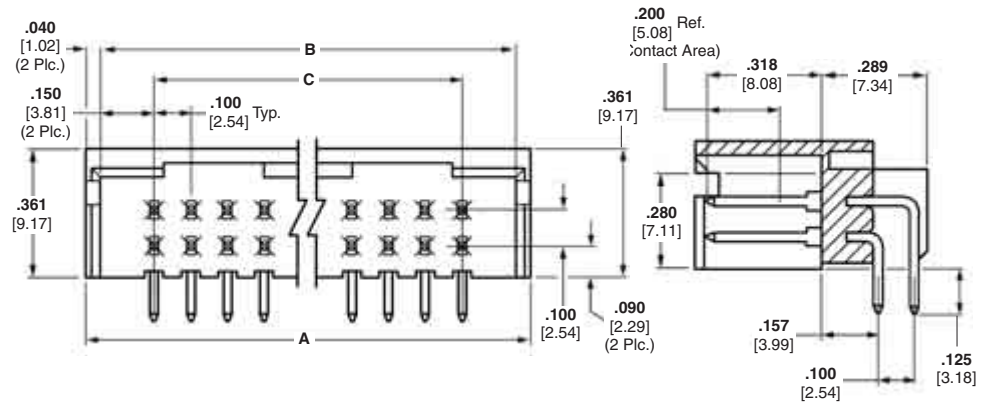 .040
[1.02]
(2 Plc.)
B
C
.150
[3.81]
(2 Plc.)
.100
[2.54] Typ.
.361
[9.17]
A
.100
[2.54]
.090
[2.29]
(2 Plc.)
.361
[9.17]
.200
[5.08] Ref.
Contact Area)
.318
[8.08]
.289
[7.34]
.280
[7.11]
.157
[3.99]
.100
[2.54]
.125
[3.18]